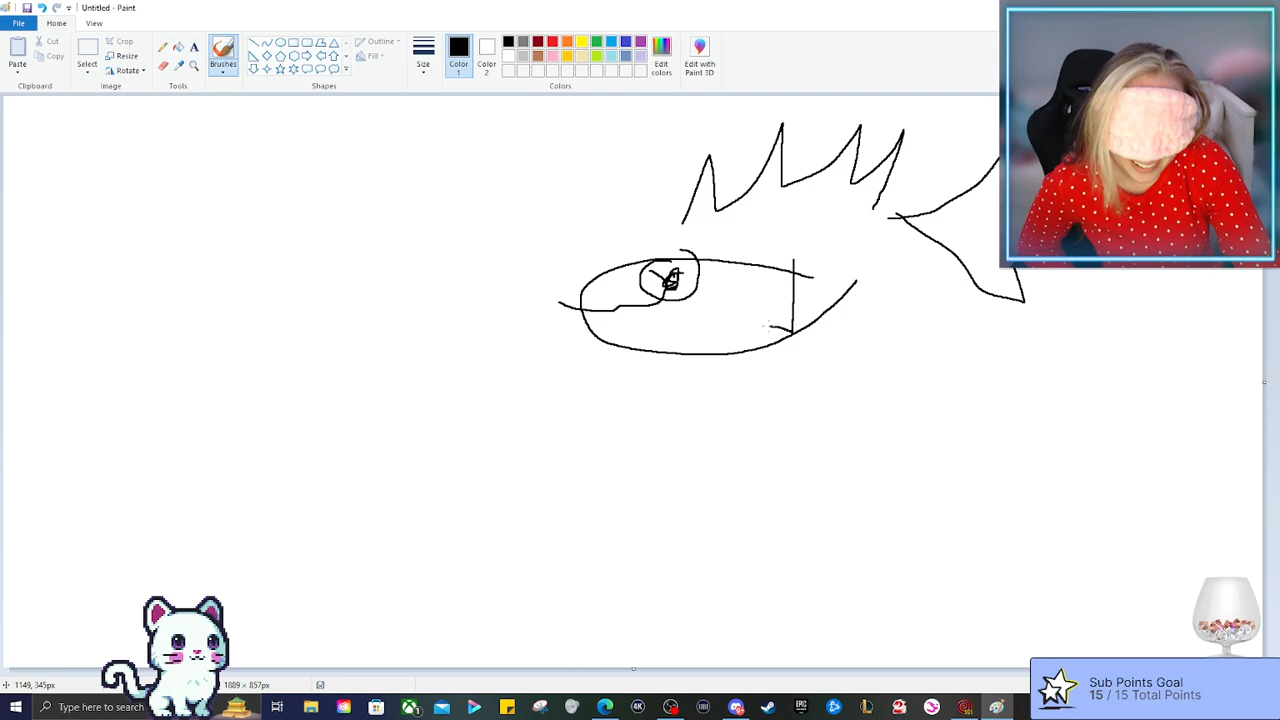 Untitled - Paint
File
Home
View
Paste
Cut
Copy
Clipboard
Select
Crop
Resize
Rotate
Image
A
Tools
Brushes
Outline
Fill
Shapes
Size
Color 1
Color 2
Edit colors
Colors
Edit with Paint 3D
Sub Points Goal
15 / 15 Total Points
1149, 345px
1889 × 857px
Type here to search
4K
EPIC